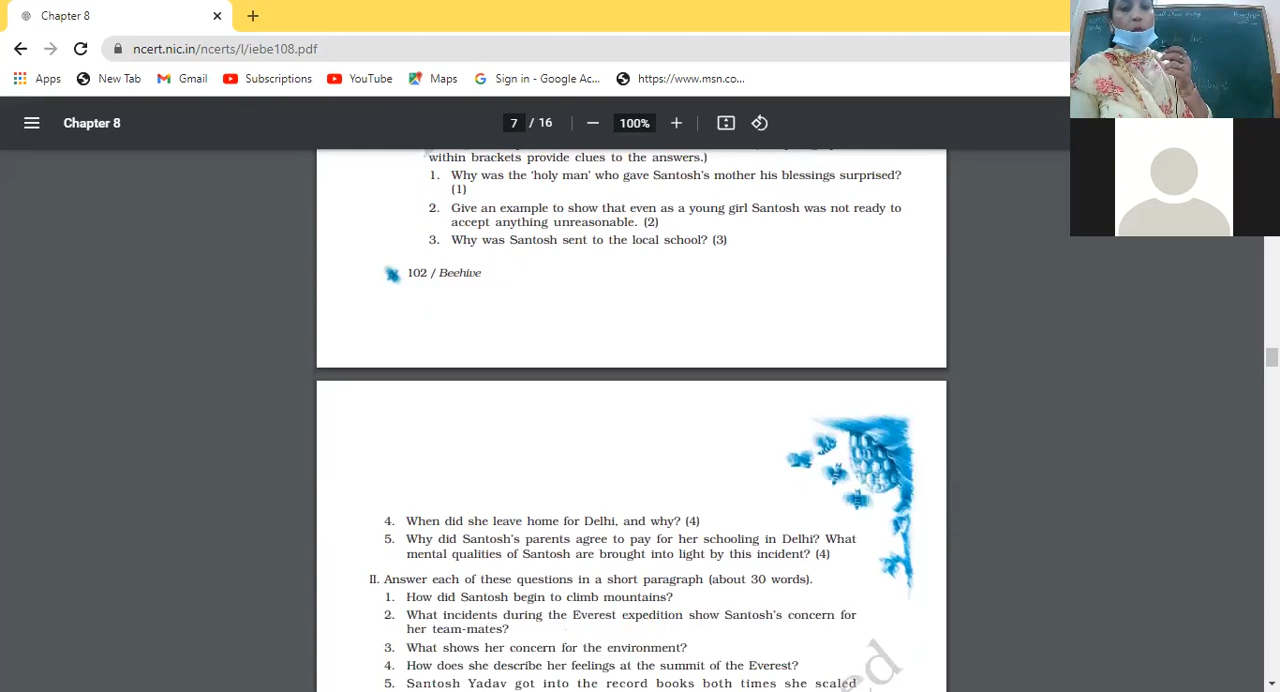 Chapter 8
ncert.nic.in/ncerts/l/iebe108.pdf
Apps
New Tab
Gmail
Subscriptions
YouTube
Maps
Sign in - Google Ac...
https://www.msn.co...
Chapter 8
7 / 16
100%
within brackets provide clues to the answers.)
1. Why was the ‘holy man’ who gave Santosh’s mother his blessings surprised?
(1)
2. Give an example to show that even as a young girl Santosh was not ready to
accept anything unreasonable. (2)
3. Why was Santosh sent to the local school? (3)
102 / Beehive
4. When did she leave home for Delhi, and why? (4)
5. Why did Santosh’s parents agree to pay for her schooling in Delhi? What
mental qualities of Santosh are brought into light by this incident? (4)
II. Answer each of these questions in a short paragraph (about 30 words).
1. How did Santosh begin to climb mountains?
2. What incidents during the Everest expedition show Santosh’s concern for
her team-mates?
3. What shows her concern for the environment?
4. How does she describe her feelings at the summit of the Everest?
5. Santosh Yadav got into the record books both times she scaled